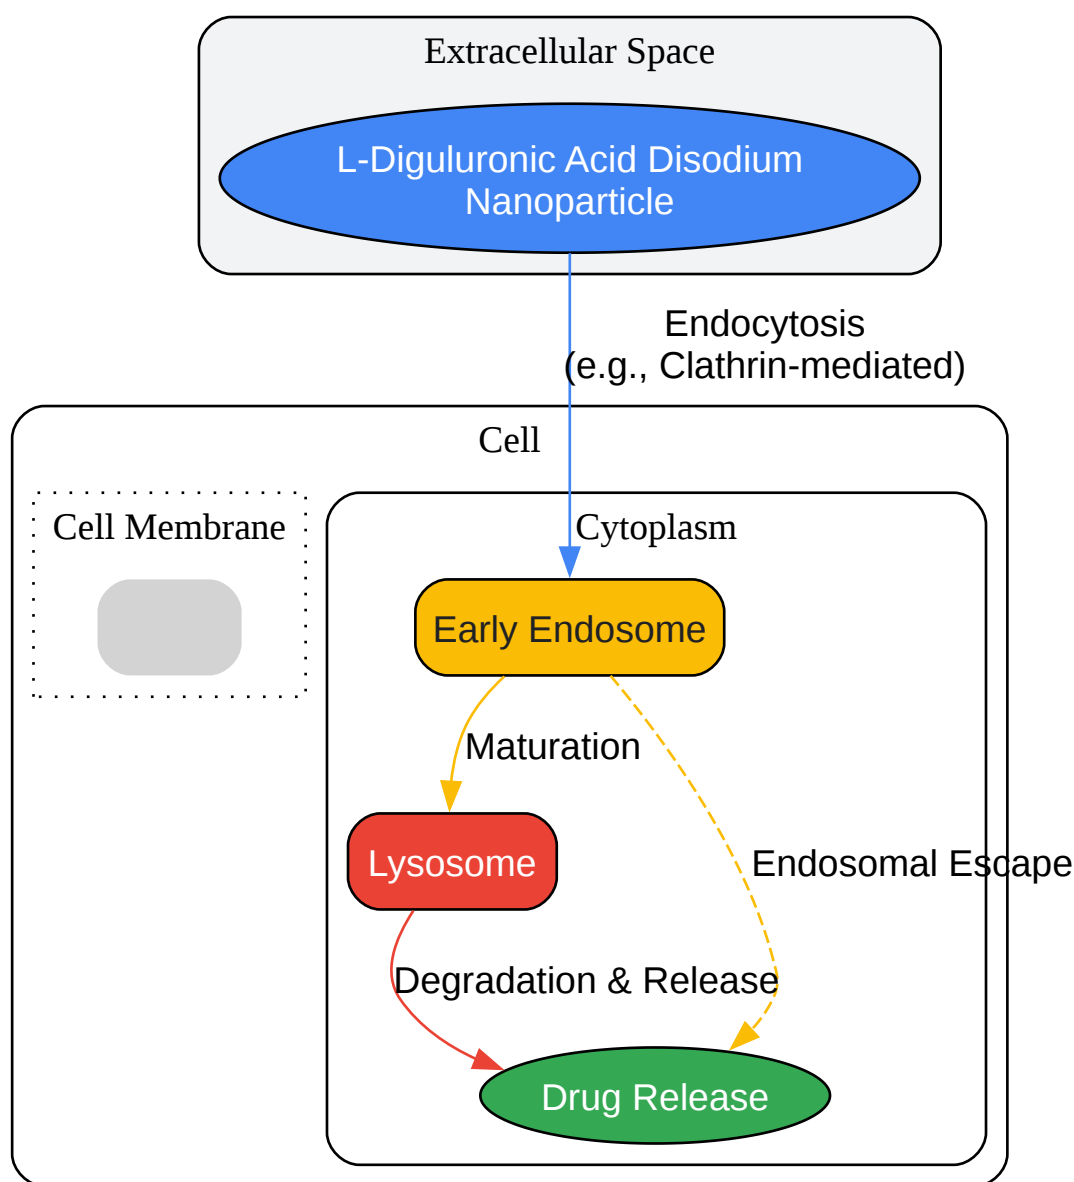 Extracellular Space
L-Diguluronic Acid Disodium
Nanoparticle
Endocytosis
(e.g., Clathrin-mediated)
Cell
Cell Membrane
Cytoplasm
Early Endosome
Maturation
Lysosome
Endosomal Escape
Degradation & Release
Drug Release